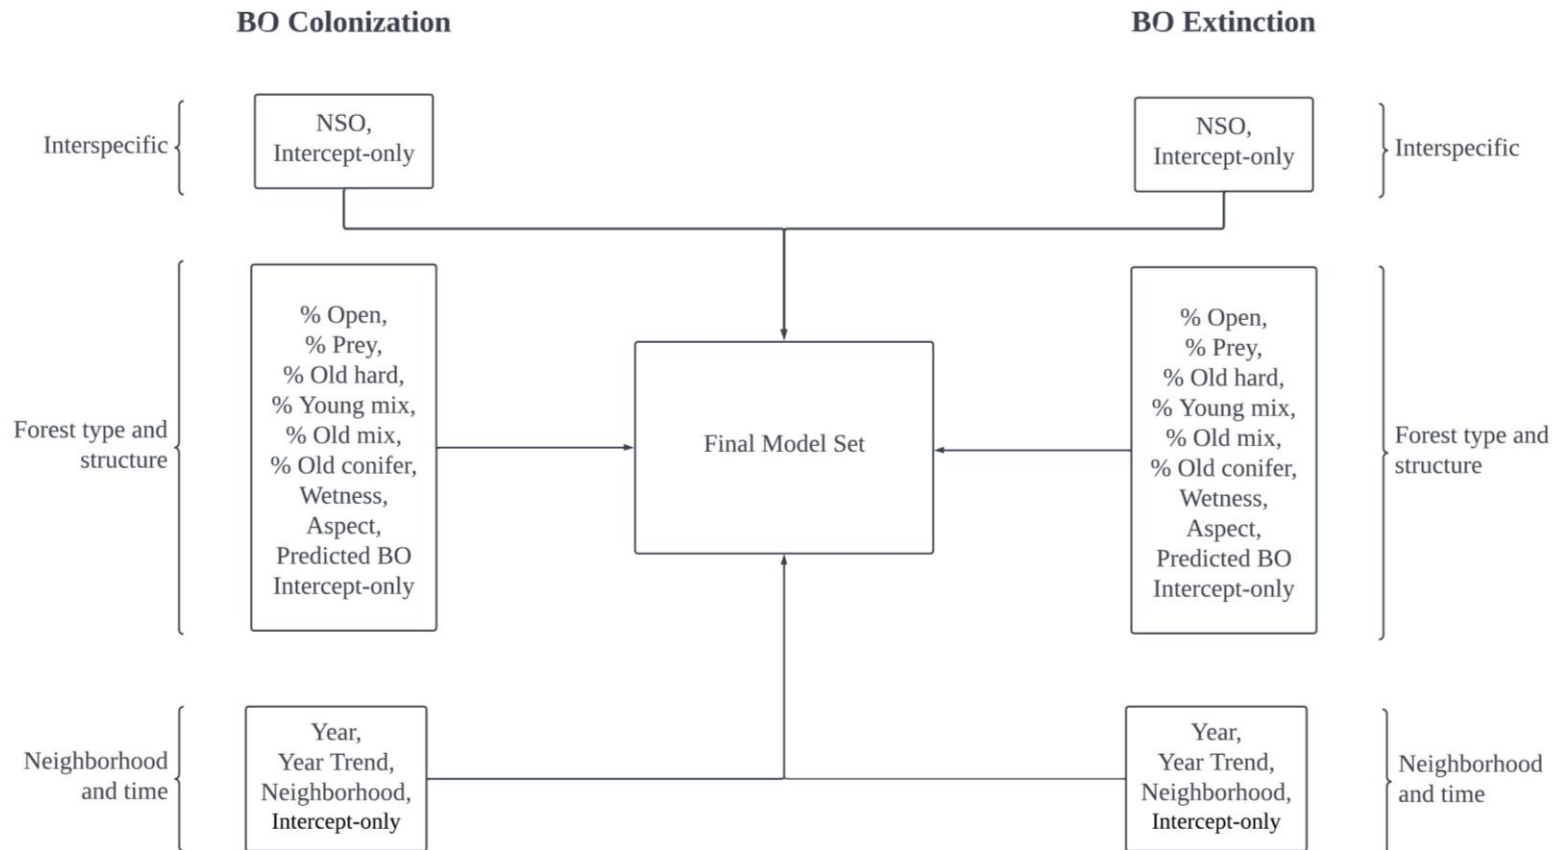 BO Colonization
BO Extinction
Interspecific
NSO,
Intercept-only
NSO,
Intercept-only
Interspecific
Forest type and
structure
% Open,
% Prey,
% Old hard,
% Young mix,
% Old mix,
% Old conifer,
Wetness,
Aspect,
Predicted BO
Intercept-only
Final Model Set
% Open,
% Prey,
% Old hard,
% Young mix,
% Old mix,
% Old conifer,
Wetness,
Aspect,
Predicted BO
Intercept-only
Forest type and
structure
Neighborhood
and time
Year,
Year Trend,
Neighborhood,
Intercept-only
Year,
Year Trend,
Neighborhood,
Intercept-only
Neighborhood
and time